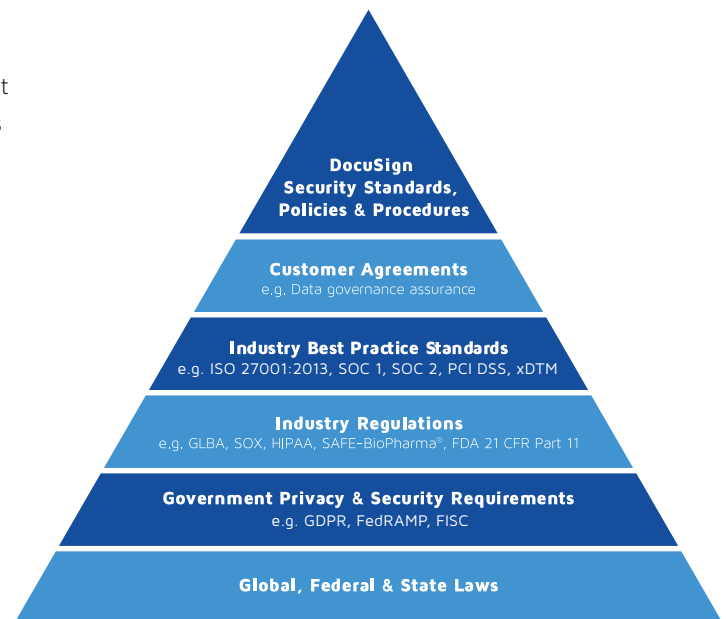 t
s
DocuSign
Security Standards,
Policies & Procedures
Customer Agreements
e.g. Data governance assurance
Industry Best Practice Standards
e.g. ISO 27001:2013, SOC 1, SOC 2, PCI DSS, xDTM
Industry Regulations
e.g. GLBA, SOX, HIPAA, SAFE-BioPharma®, FDA 21 CFR Part 11
Government Privacy & Security Requirements
e.g. GDPR, FedRAMP, FISC
Global, Federal & State Laws